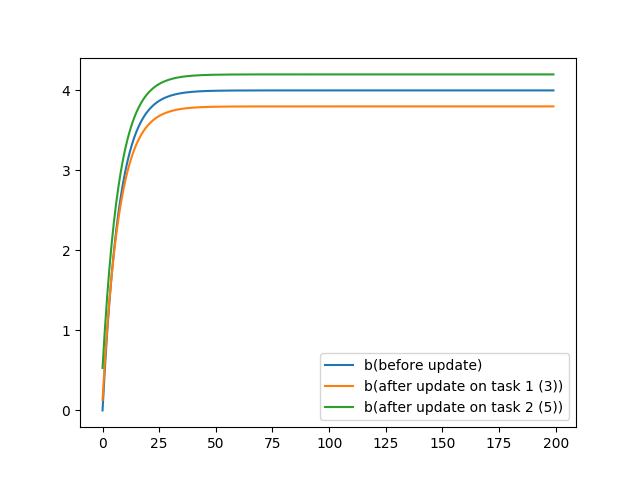 4
3
2
1
0
0 25 50 75 100 125 150 175 200
b(before update)
b(after update on task 1 (3))
b(after update on task 2 (5))